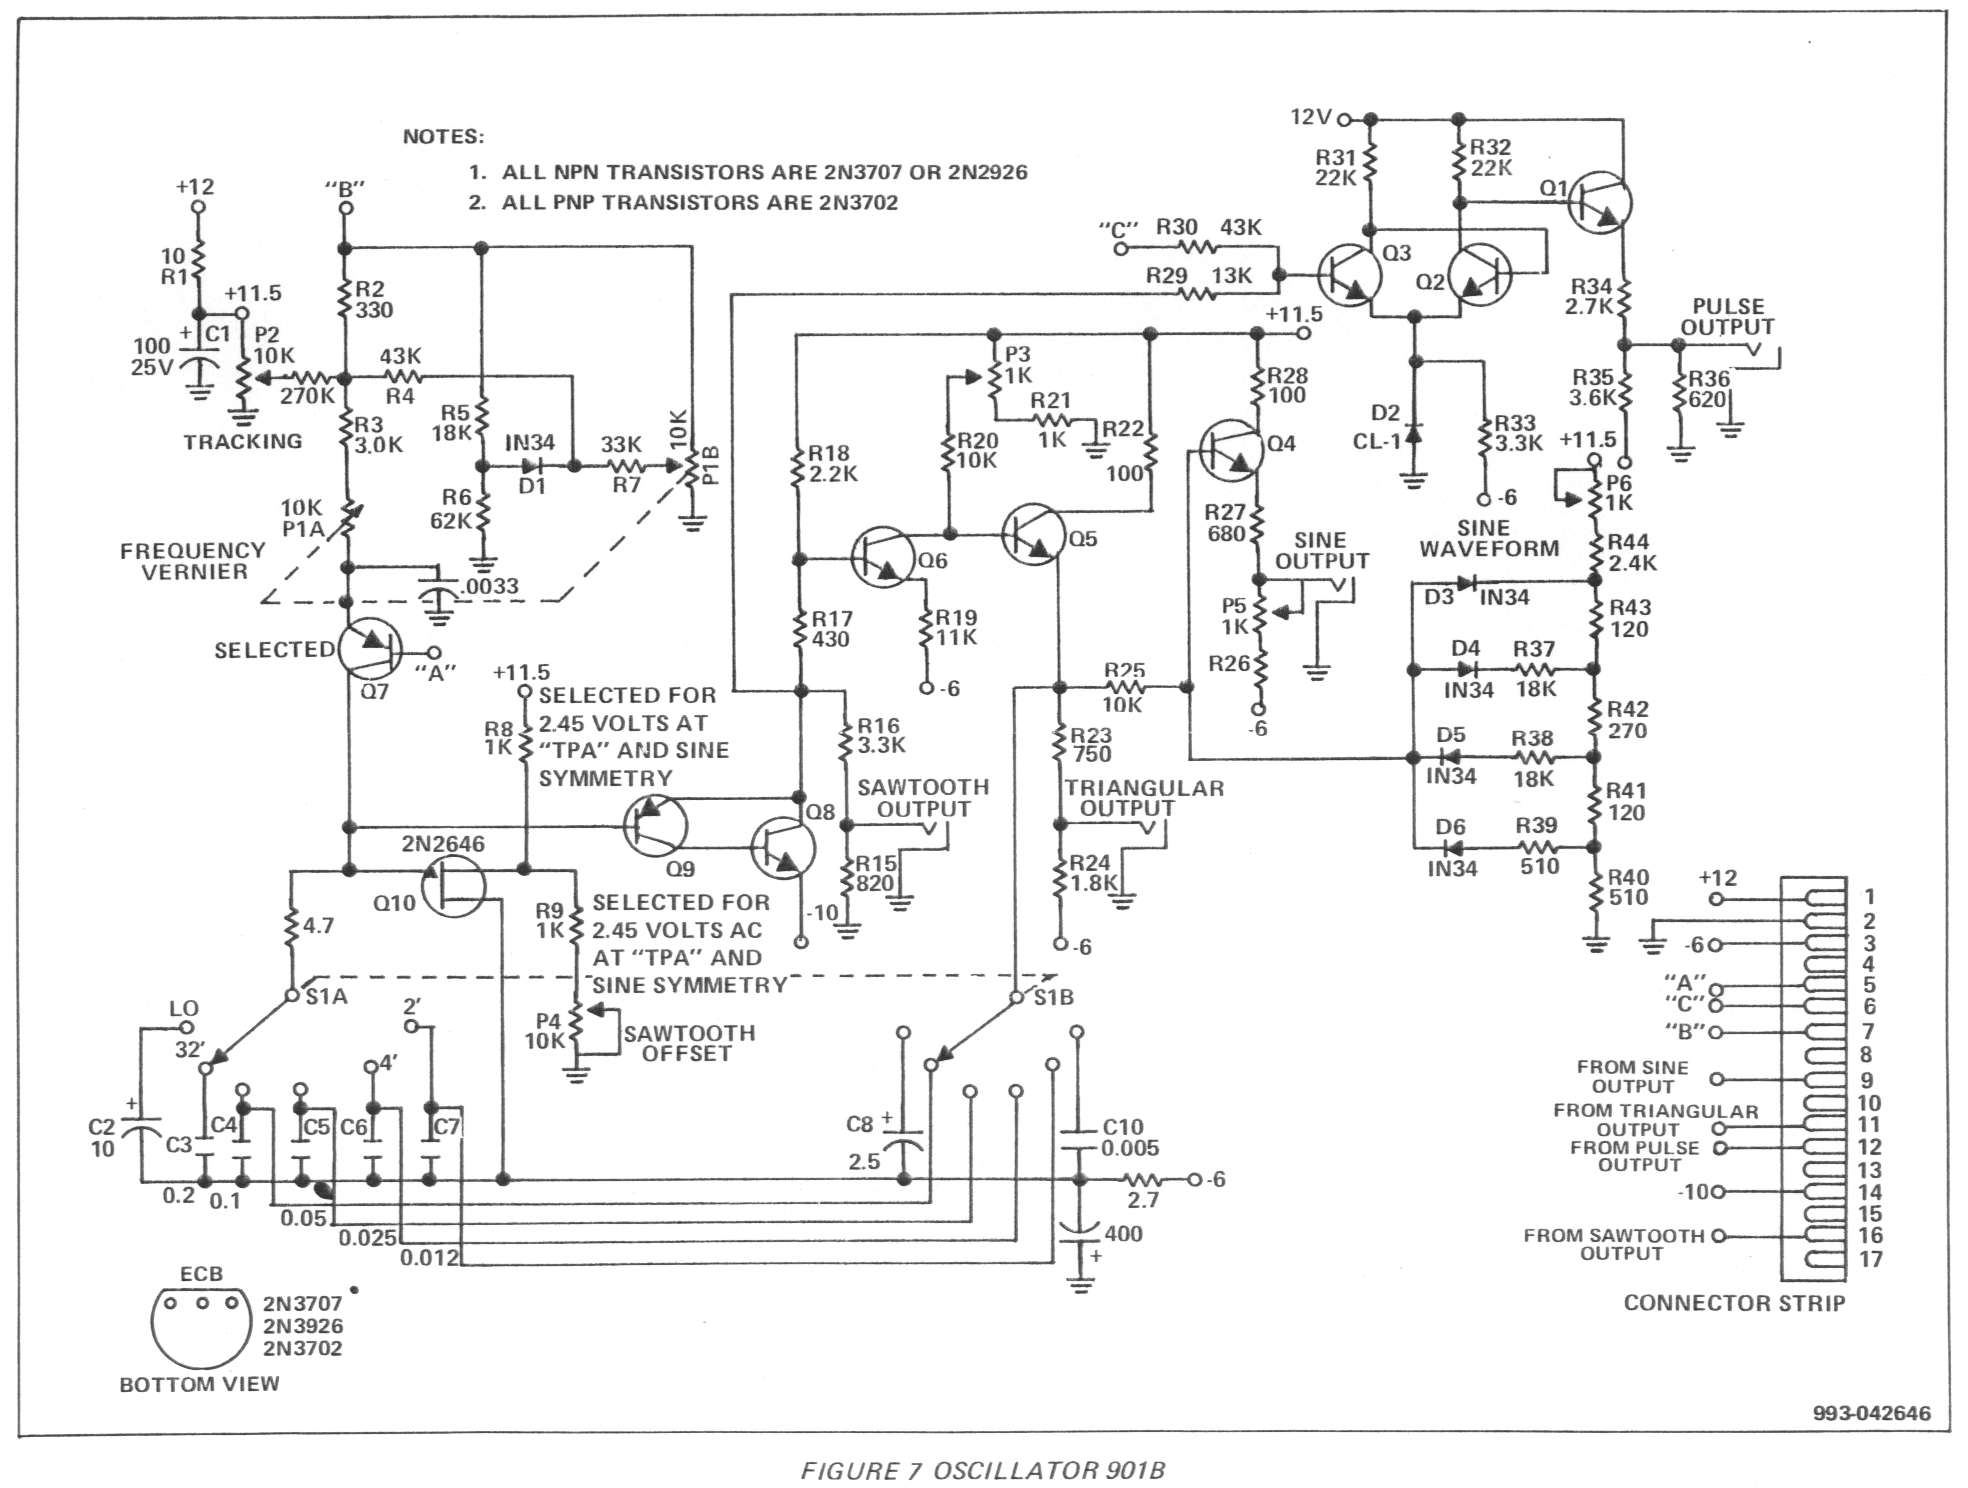 NOTES:
1. ALL NPN TRANSISTORS ARE 2N3707 OR 2N2926
2. ALL PNP TRANSISTORS ARE 2N3702
+12
10
R1
+11.5
+
C1
100
25V
P2
10K
270K
TRACKING
"B"
R2
330
43K
R4
R3
3.0K
R5
18K
IN34
D1
33K
R7
10K
P1B
R6
62K
10K
P1A
FREQUENCY
VERNIER
.0033
SELECTED
Q7
"A"
+11.5
R8
1K
SELECTED FOR
2.45 VOLTS AT
"TPA" AND SINE
SYMMETRY
2N2646
Q10
4.7
R9
1K
SELECTED FOR
2.45 VOLTS AC
AT "TPA" AND
SINE SYMMETRY
P4
10K
SAWTOOTH
OFFSET
Q9
Q8
-10
R18
2.2K
R17
430
Q6
R19
11K
-6
R20
10K
P3
1K
R21
1K
R22
100
Q5
R16
3.3K
SAWTOOTH
OUTPUT
R15
820
R25
10K
R23
750
TRIANGULAR
OUTPUT
R24
1.8K
-6
"C"
R30 43K
R29 13K
+11.5
R28
100
Q4
R27
680
SINE
OUTPUT
P5
1K
R26
-6
12V
R31
22K
R32
22K
Q1
Q3
Q2
R34
2.7K
PULSE
OUTPUT
R35
3.6K
R36
620
D2
CL-1
R33
3.3K
-6
SINE
WAVEFORM
+11.5
P6
1K
R44
2.4K
D3
IN34
R43
120
D4
IN34
R37
18K
R42
270
D5
IN34
R38
18K
R41
120
D6
IN34
R39
510
R40
510
S1A
LO
32'
2'
4'
+
C2
10
C3
C4
C5
C6
C7
0.2
0.1
0.05
0.025
0.012
S1B
C8
+
2.5
C10
0.005
2.7
-6
400
+
+12
-6
"A"
"C"
"B"
FROM SINE
OUTPUT
FROM TRIANGULAR
OUTPUT
FROM PULSE
OUTPUT
-10
FROM SAWTOOTH
OUTPUT
1
2
3
4
5
6
7
8
9
10
11
12
13
14
15
16
17
CONNECTOR STRIP
ECB
2N3707
2N3926
2N3702
BOTTOM VIEW
993-042646
FIGURE 7 OSCILLATOR 901B